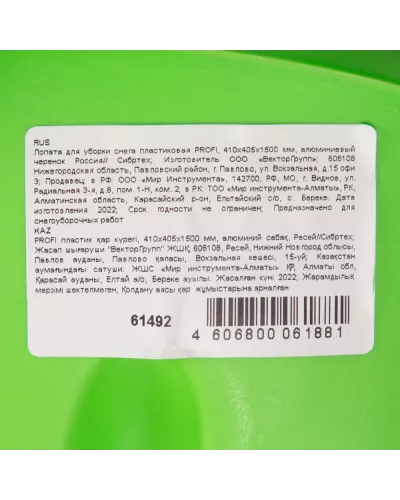 RUS
Лопата для уборки снега пластиковая PROFI, 410х405х1500 мм, алюминиевый
черенок Россия// Сибртех; Изготовитель ООО «ВекторГрупп»; 606108
Нижегородская область, Павловский район, г.Павлово, ул. Вокзальная, д.15 офи
3; Продавец: в РФ: ООО «Мир Инструмента», 142700, РФ, МО, г. Видное, ул.
Радиальная 3-я, д.8, пом. 1-Н, ком. 2; в РК: ТОО «Мир инструмента-Алматы», РК,
Алматинская область, Карасайский р-он, Ельтайский с/о, с. Береке. Дата
изготовления 2022; Срок годности не ограничен; Предназначено для
снегоуборочных работ
KAZ
PROFI пластик қар күрегі, 410х405х1500 мм, алюминий сабақ, Ресей//Сибртех;
Жасап шығаруши "ВекторГрупп" ЖШҚ 606108, Ресей, Нижний Новгород облысы,
Павлов ауданы, Павлово қаласы, Вокзальная көшесі, 15-уй; Казахстан
аумағындағы сатуши: ЖШС «Мир инструмента-Алматы» ҚР, Алматы обл,
Қарасай ауданы, Елтай а/о, Береке ауылы. Жасалған куні 2022; Жарамдылық
мерзімі шектелмеген; Қолдану аясы қар жұмыстарына арналған
61492
4 606800 061881